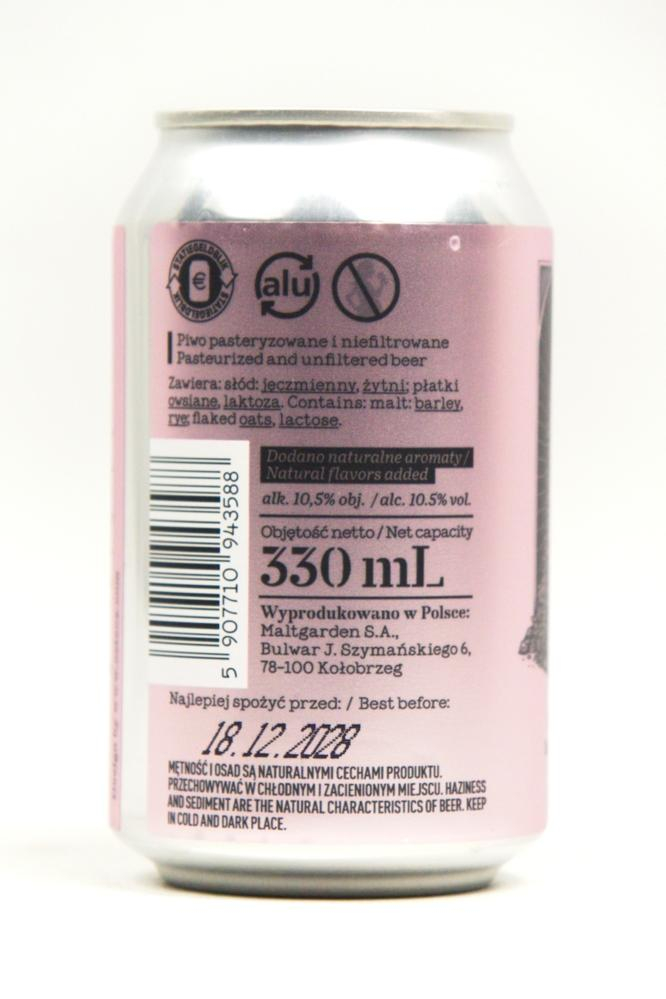 STATIEGELDBLIK
€
STATIEGELDBLIK
alu
Piwo pasteryzowane i niefiltrowane
Pasteurized and unfiltered beer
Zawiera: słód: jęczmienny, żytni; płatki
owsiane, laktoza. Contains: malt: barley,
rye; flaked oats, lactose.
Dodano naturalne aromaty/
Natural flavors added
alk. 10,5% obj. / alc. 10.5% vol.
Objętość netto / Net capacity
330 mL
Wyprodukowano w Polsce:
Maltgarden S.A.,
Bulwar J. Szymańskiego 6,
78-100 Kołobrzeg
5 907710 943588
Najlepiej spożyć przed: / Best before:
18.12.2028
MĘTNOŚĆ I OSAD SĄ NATURALNYMI CECHAMI PRODUKTU.
PRZECHOWYWAĆ W CHŁODNYM I ZACIENIONYM MIEJSCU. HAZINESS
AND SEDIMENT ARE THE NATURAL CHARACTERISTICS OF BEER. KEEP
IN COLD AND DARK PLACE.